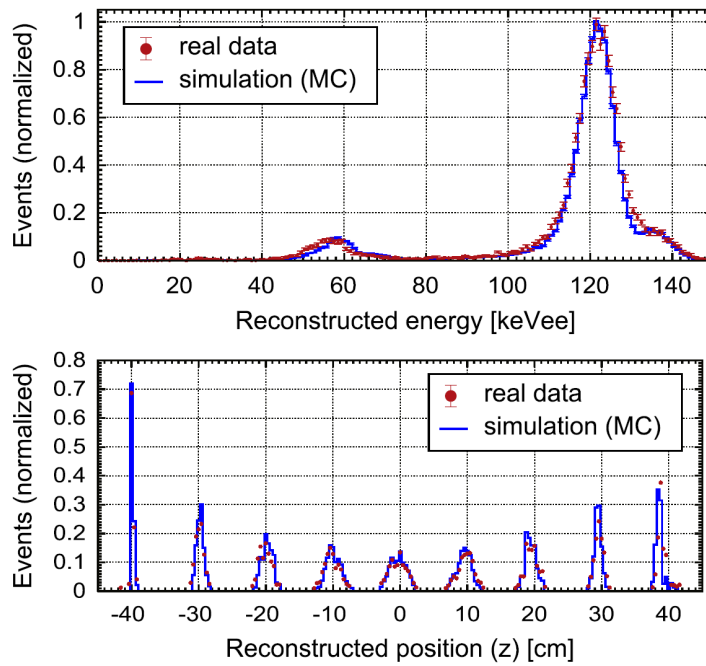 Events (normalized)
1
0.8
0.6
0.4
0.2
0
real data
simulation (MC)
0 20 40 60 80 100 120 140
Reconstructed energy [keVee]
Events (normalized)
0.8
0.7
0.6
0.5
0.4
0.3
0.2
0.1
0
real data
simulation (MC)
-40 -30 -20 -10 0 10 20 30 40
Reconstructed position (z) [cm]